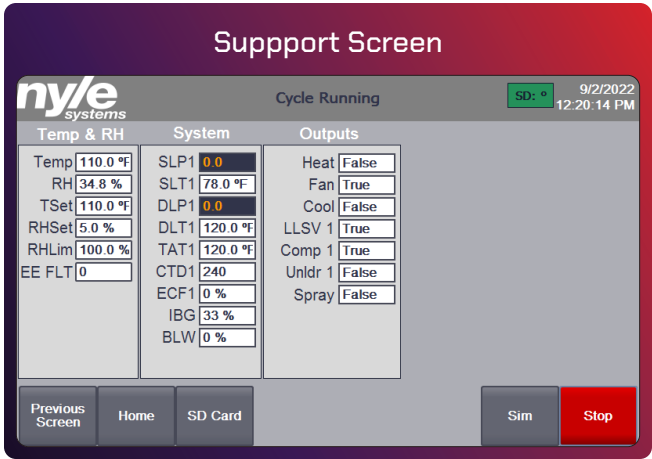 Suppport Screen
nyle
systems
Cycle Running
SD: º
9/2/2022
12:20:14 PM
Temp & RH
System
Outputs
Temp 110.0 ºF
RH 34.8 %
TSet 110.0 ºF
RHSet 5.0 %
RHLim 100.0 %
EE FLT 0
SLP1 0.0
SLT1 78.0 ºF
DLP1 0.0
DLT1 120.0 ºF
TAT1 120.0 ºF
CTD1 240
ECF1 0 %
IBG 33 %
BLW 0 %
Heat False
Fan True
Cool False
LLSV 1 True
Comp 1 True
Unldr 1 False
Spray False
Previous
Screen
Home
SD Card
Sim
Stop